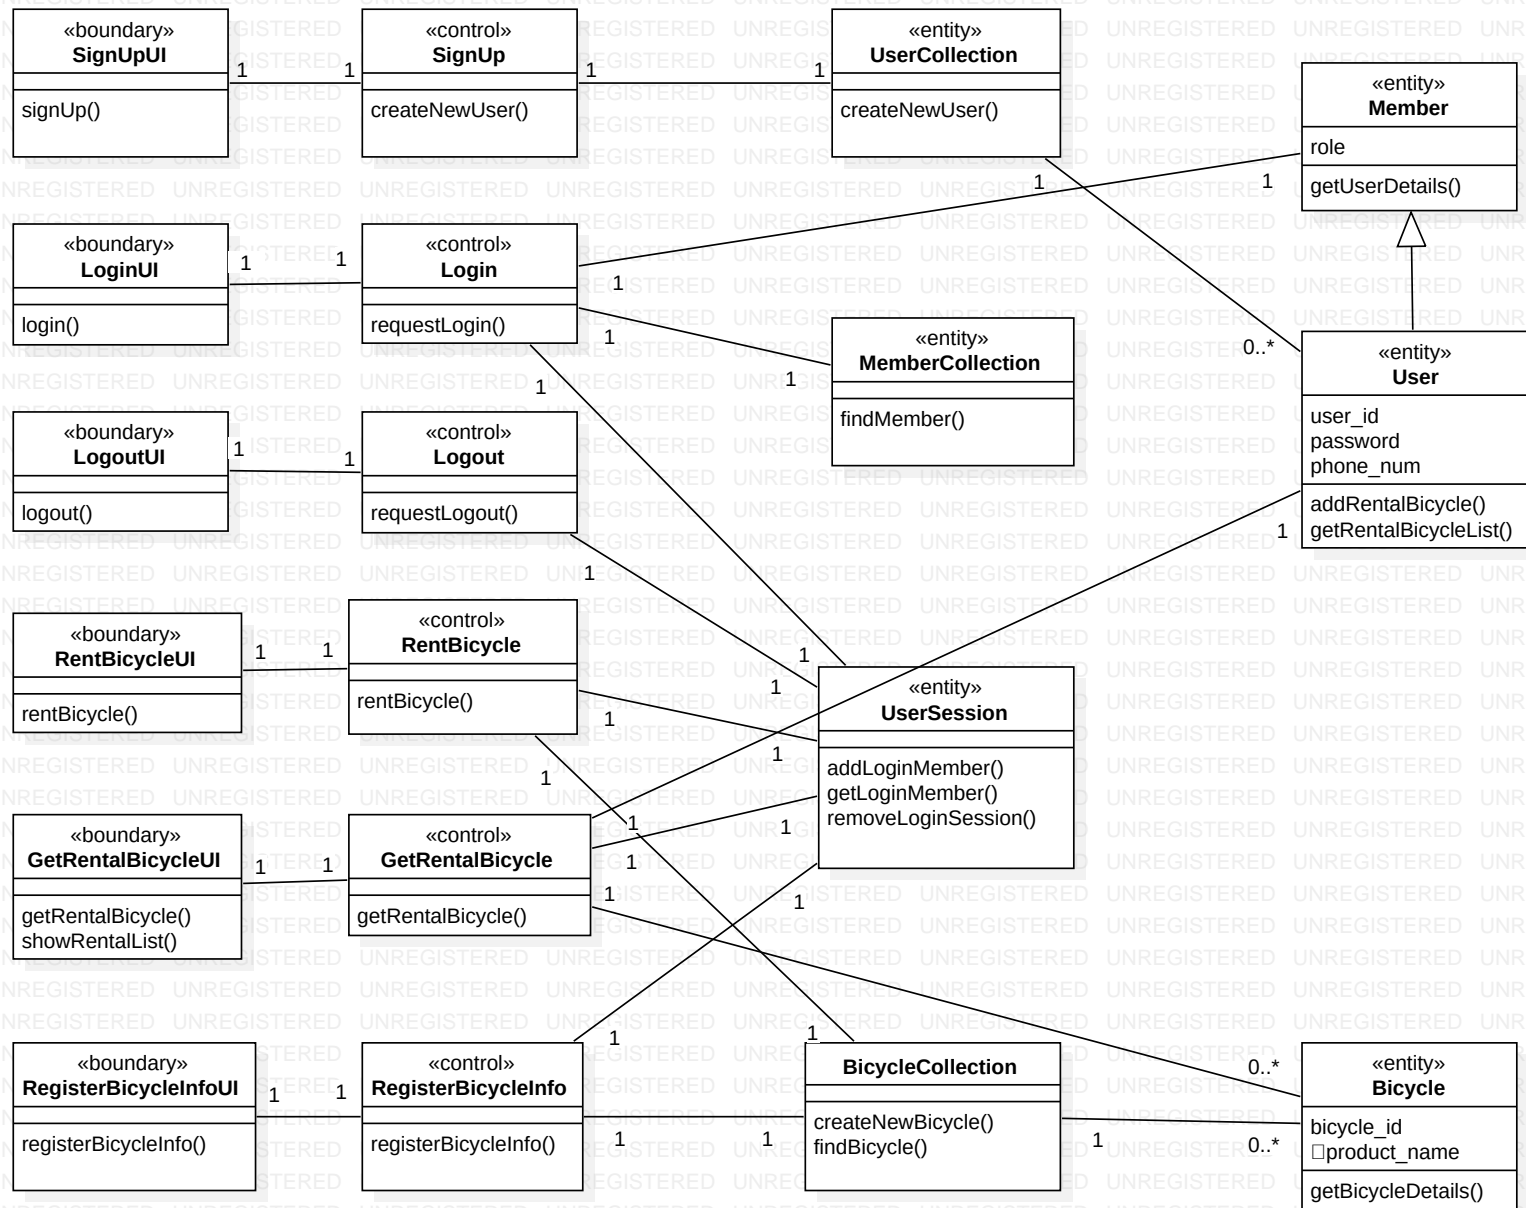 «boundary»
SignUpUI
signUp()
1
1
«control»
SignUp
createNewUser()
1
1
«entity»
UserCollection
createNewUser()
1
0..*
«entity»
Member
role
getUserDetails()
«boundary»
LoginUI
login()
1
1
«control»
Login
requestLogin()
1
1
1
1
1
1
«entity»
MemberCollection
findMember()
«entity»
User
user_id
password
phone_num
addRentalBicycle()
getRentalBicycleList()
1
«boundary»
LogoutUI
logout()
1
1
«control»
Logout
requestLogout()
1
1
«boundary»
RentBicycleUI
rentBicycle()
1
1
«control»
RentBicycle
rentBicycle()
1
1
1
1
«entity»
UserSession
addLoginMember()
getLoginMember()
removeLoginSession()
«boundary»
GetRentalBicycleUI
getRentalBicycle()
showRentalList()
1
1
«control»
GetRentalBicycle
getRentalBicycle()
1
1
1
1
0..*
«boundary»
RegisterBicycleInfoUI
registerBicycleInfo()
1
1
«control»
RegisterBicycleInfo
registerBicycleInfo()
1
1
1
1
BicycleCollection
createNewBicycle()
findBicycle()
1
0..*
«entity»
Bicycle
bicycle_id
□product_name
getBicycleDetails()
UNREGISTERED